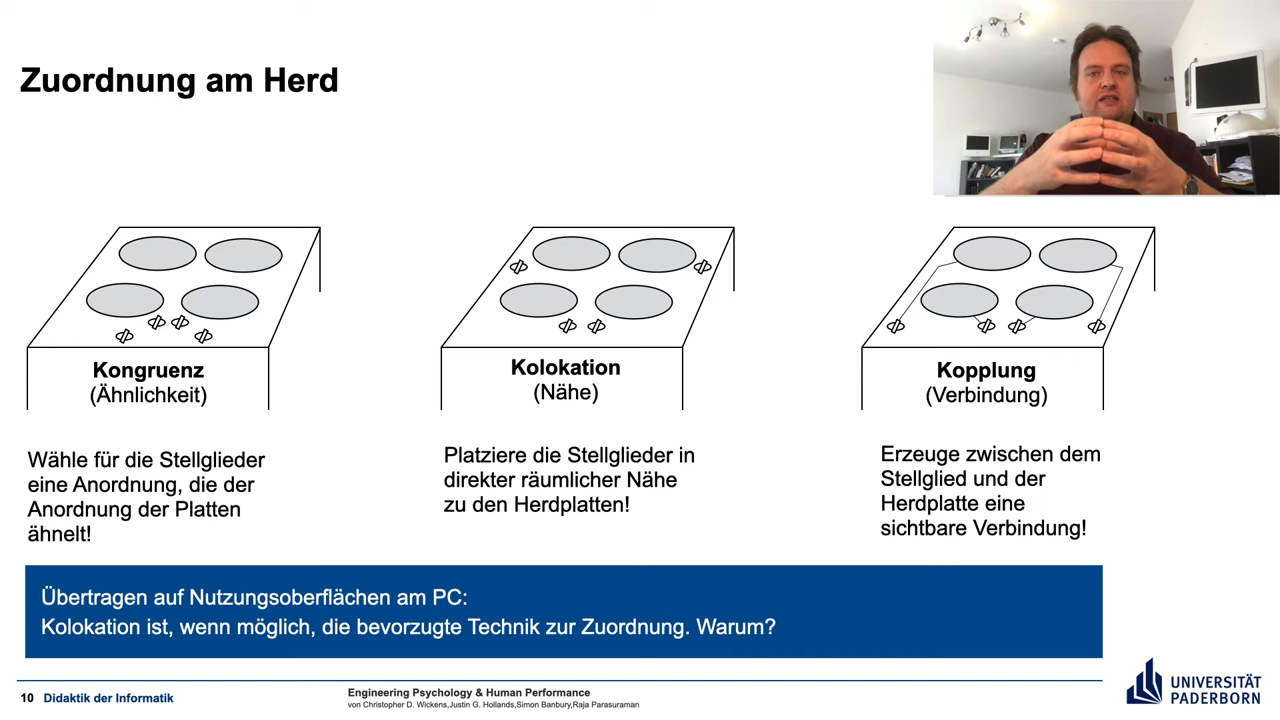 Zuordnung am Herd
Kongruenz
(Ähnlichkeit)
Kolokation
(Nähe)
Kopplung
(Verbindung)
Wähle für die Stellglieder
eine Anordnung, die der
Anordnung der Platten
ähnelt!
Platziere die Stellglieder in
direkter räumlicher Nähe
zu den Herdplatten!
Erzeuge zwischen dem
Stellglied und der
Herdplatte eine
sichtbare Verbindung!
Übertragen auf Nutzungsoberflächen am PC:
Kolokation ist, wenn möglich, die bevorzugte Technik zur Zuordnung. Warum?
10 Didaktik der Informatik
Engineering Psychology & Human Performance
von Christopher D. Wickens,Justin G. Hollands,Simon Banbury,Raja Parasuraman
UNIVERSITÄT
PADERBORN